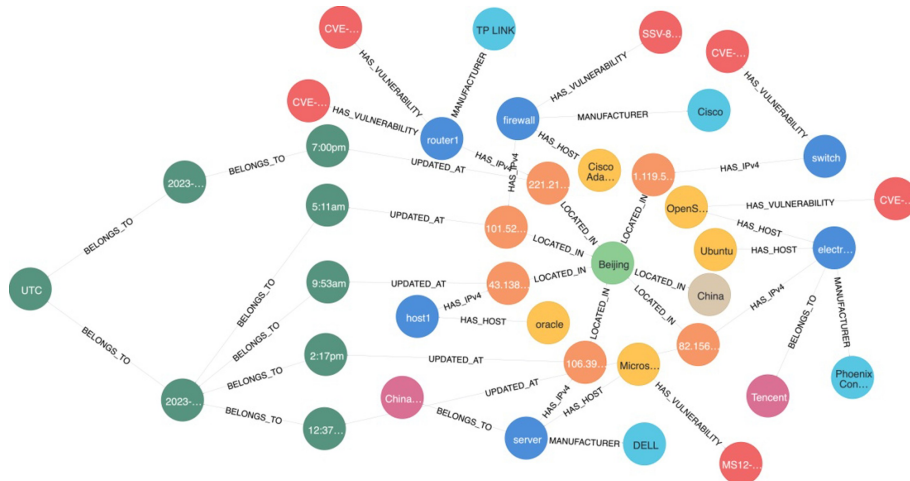 CVE-...
TP LINK
SSV-8...
CVE-...
HAS_VULNERABILITY
MANUFACTURER
HAS_VULNERABILITY
HAS_VULNERABILITY
CVE-...
HAS_VULNERABILITY
router1
firewall
MANUFACTURER
Cisco
7:00pm
BELONGS_TO
UPDATED_AT
HAS_IPv4
HAS_IPv4
HAS_HOST
Cisco
Ada...
switch
HAS_IPv4
1.119.5...
2023-...
221.21...
LOCATED_IN
LOCATED_IN
OpenS...
HAS_VULNERABILITY
CVE-...
5:11am
UPDATED_AT
101.52...
LOCATED_IN
HAS_HOST
Ubuntu
HAS_HOST
electr...
BELONGS_TO
BELONGS_TO
UTC
9:53am
UPDATED_AT
43.138...
LOCATED_IN
Beijing
LOCATED_IN
China
HAS_IPv4
host1
HAS_IPv4
HAS_HOST
oracle
LOCATED_IN
LOCATED_IN
BELONGS_TO
BELONGS_TO
MANUFACTURER
BELONGS_TO
2:17pm
BELONGS_TO
UPDATED_AT
106.39...
Micros...
82.156...
Phoenix
Con...
2023-...
China...
UPDATED_AT
HAS_IPv4
HAS_HOST
HAS_VULNERABILITY
Tencent
BELONGS_TO
12:37...
BELONGS_TO
server
MANUFACTURER
DELL
MS12-...